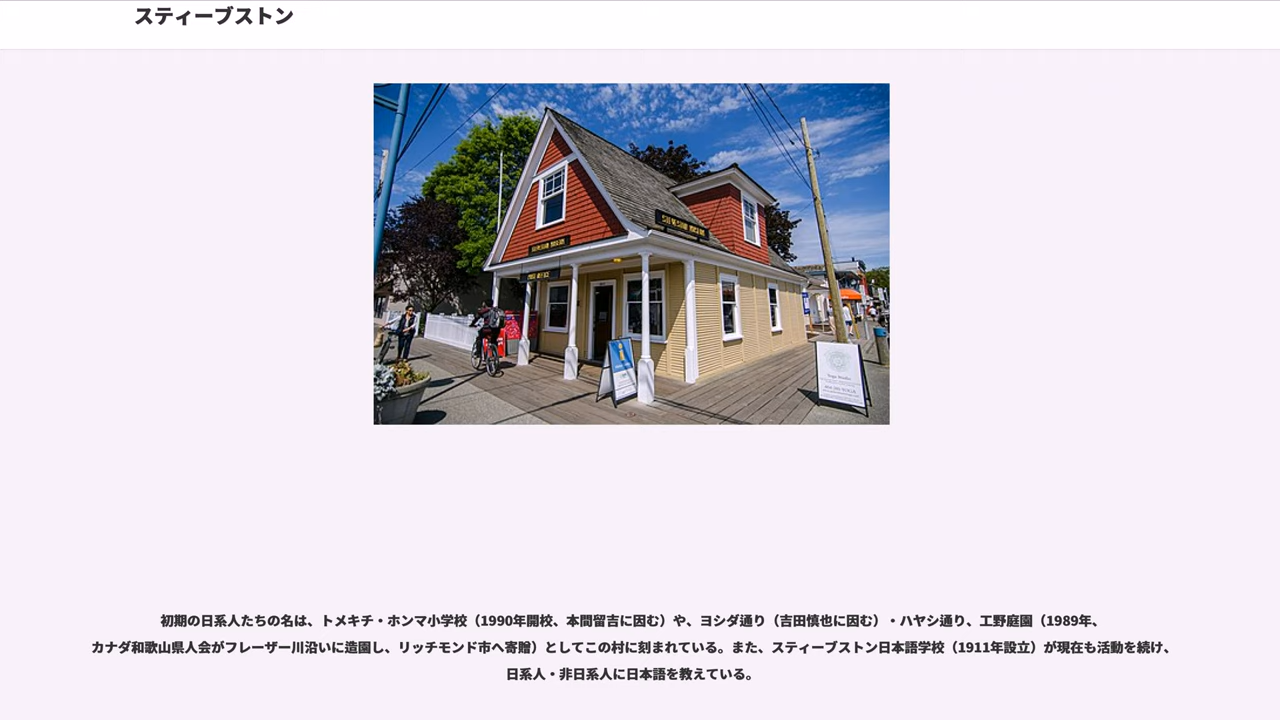 スティーブストン
STEVESTON MUSEUM
STEVESTON MUSEUM
POST OFFICE
初期の日系人たちの名は、トメキチ・ホンマ小学校（1990年開校、本間留吉に因む）や、ヨシダ通り（吉田慎也に因む）・ハヤシ通り、工野庭園（1989年、
カナダ和歌山県人会がフレーザー川沿いに造園し、リッチモンド市へ寄贈）としてこの村に刻まれている。また、スティーブストン日本語学校（1911年設立）が現在も活動を続け、
日系人・非日系人に日本語を教えている。